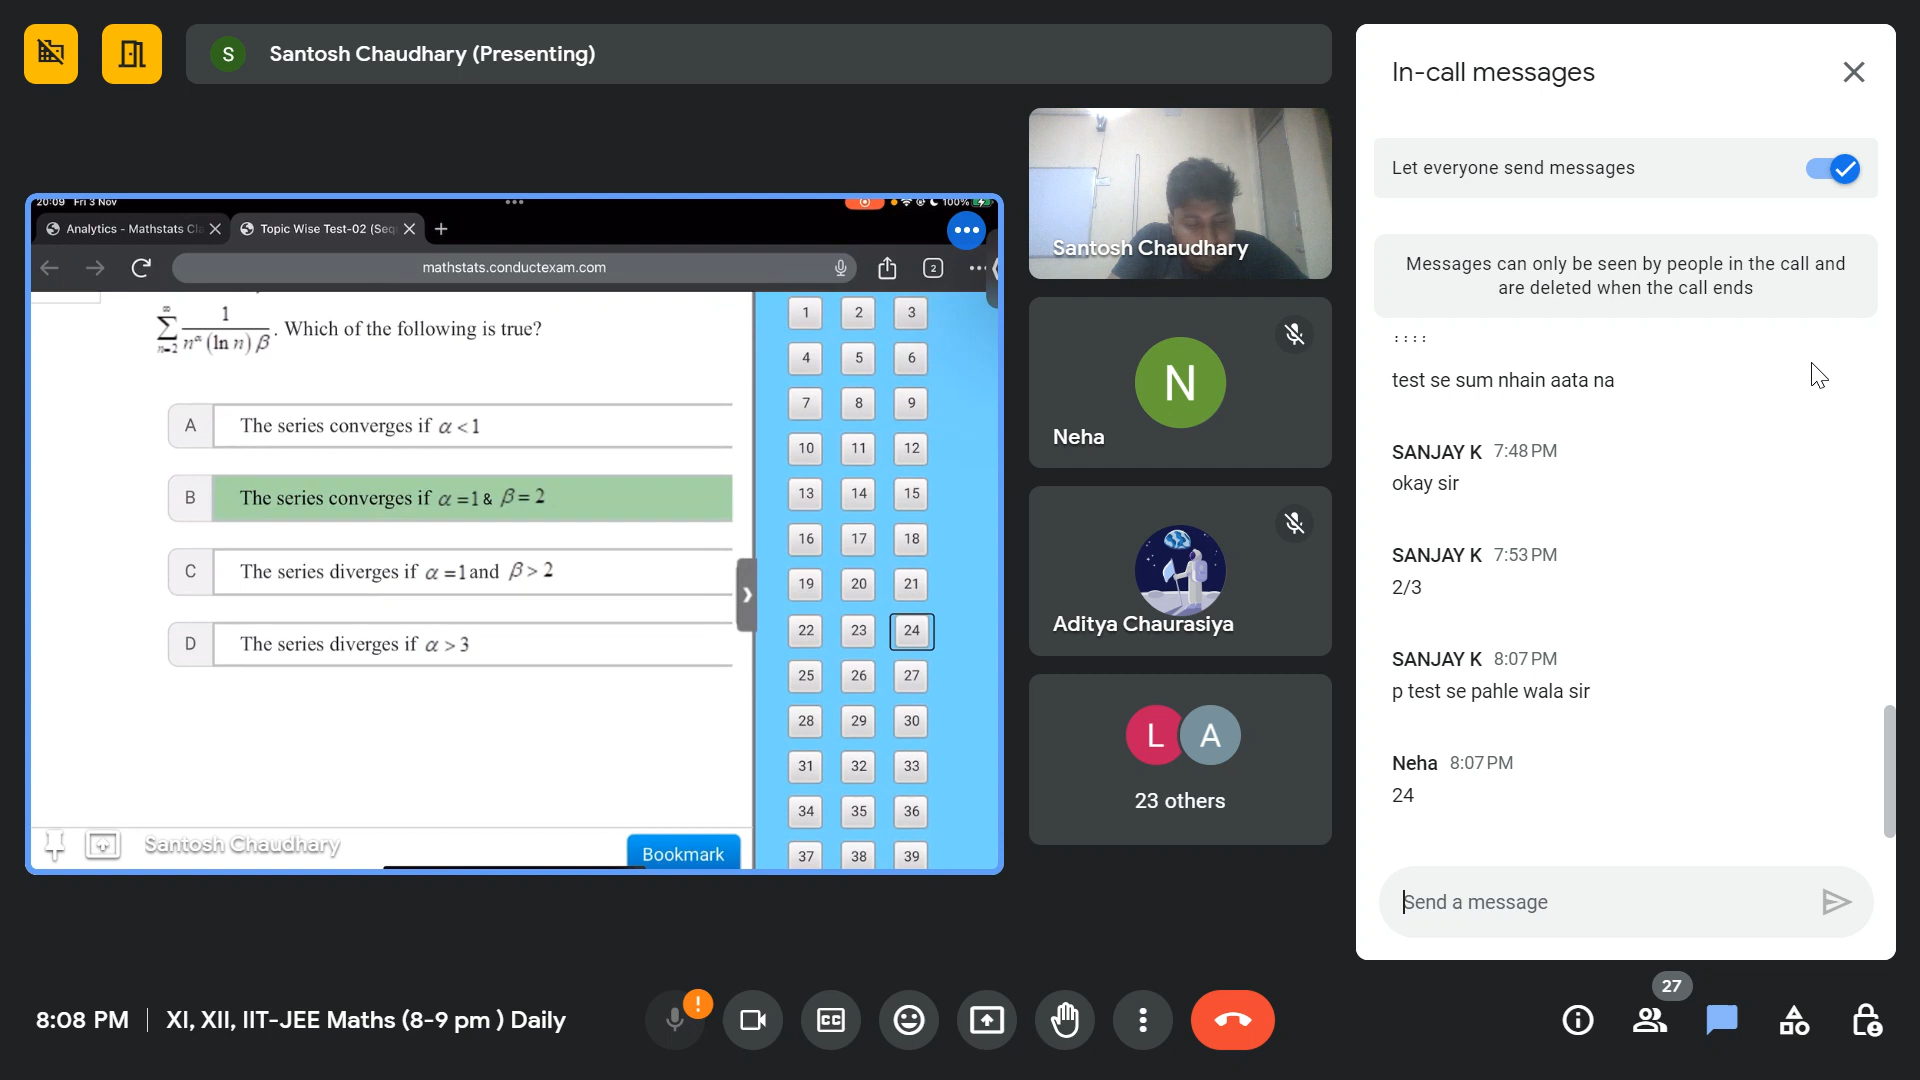 S Santosh Chaudhary (Presenting)
20:09 Fri 3 Nov
100%
Analytics - Mathstats Cl
Topic Wise Test-02 (Seq
mathstats.conductexam.com
2
∞
∑ 1 / n^α (ln n) β . Which of the following is true?
n=2
A The series converges if α < 1
B The series converges if α =1 & β = 2
C The series diverges if α =1 and β > 2
D The series diverges if α > 3
1 2 3
4 5 6
7 8 9
10 11 12
13 14 15
16 17 18
19 20 21
22 23 24
25 26 27
28 29 30
31 32 33
34 35 36
37 38 39
Santosh Chaudhary
Bookmark
Santosh Chaudhary
N
Neha
Aditya Chaurasiya
L A
23 others
In-call messages
Let everyone send messages
Messages can only be seen by people in the call and
are deleted when the call ends
test se sum nhain aata na
SANJAY K 7:48 PM
okay sir
SANJAY K 7:53 PM
2/3
SANJAY K 8:07 PM
p test se pahle wala sir
Neha 8:07 PM
24
Send a message
8:08 PM XI, XII, IIT-JEE Maths (8-9 pm ) Daily
CC
27